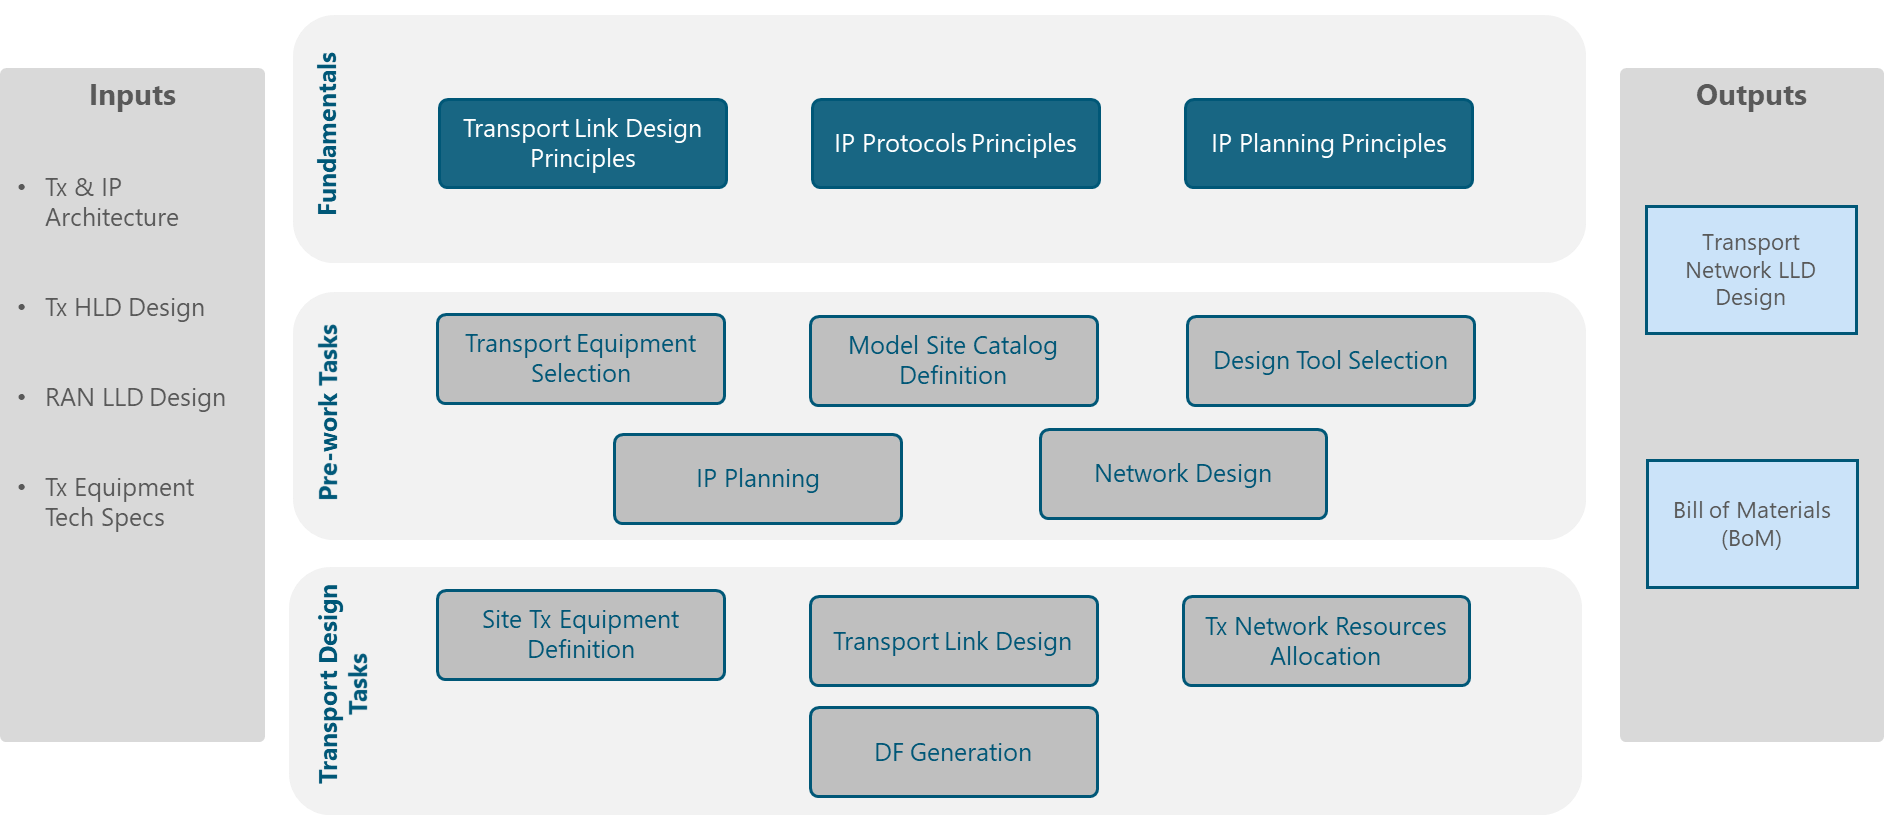 Inputs
• Tx & IP
Architecture
• Tx HLD Design
• RAN LLD Design
• Tx Equipment
Tech Specs
Fundamentals
Transport Link Design
Principles
IP Protocols Principles
IP Planning Principles
Pre-work Tasks
Transport Equipment
Selection
Model Site Catalog
Definition
Design Tool Selection
IP Planning
Network Design
Transport Design
Tasks
Site Tx Equipment
Definition
Transport Link Design
Tx Network Resources
Allocation
DF Generation
Outputs
Transport
Network LLD
Design
Bill of Materials
(BoM)